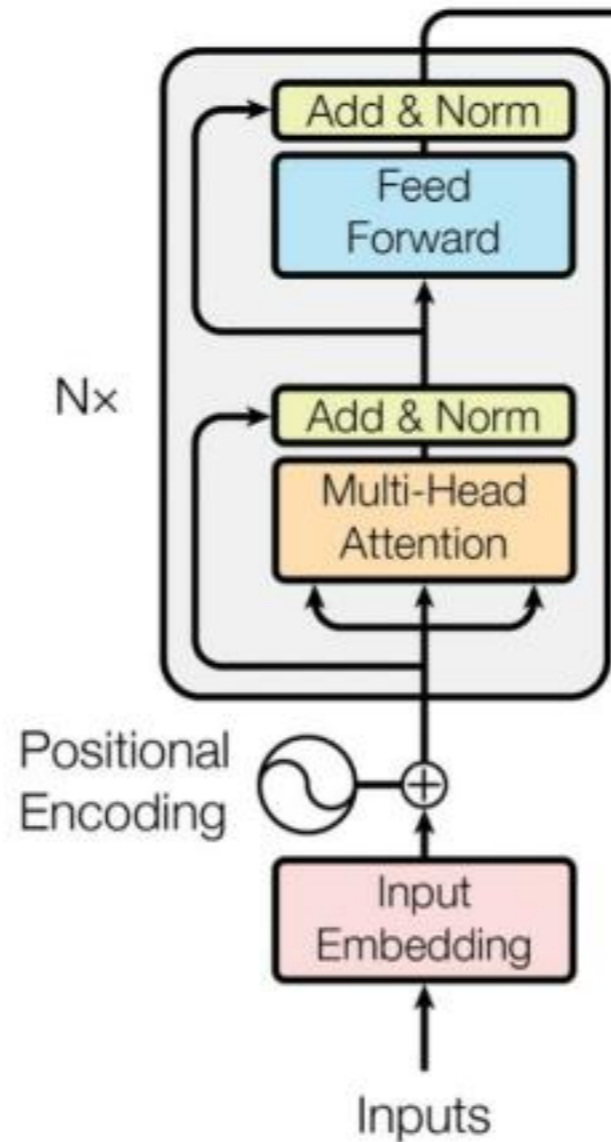 Add & Norm
Feed
Forward
N×
Add & Norm
Multi-Head
Attention
Positional
Encoding
Input
Embedding
Inputs